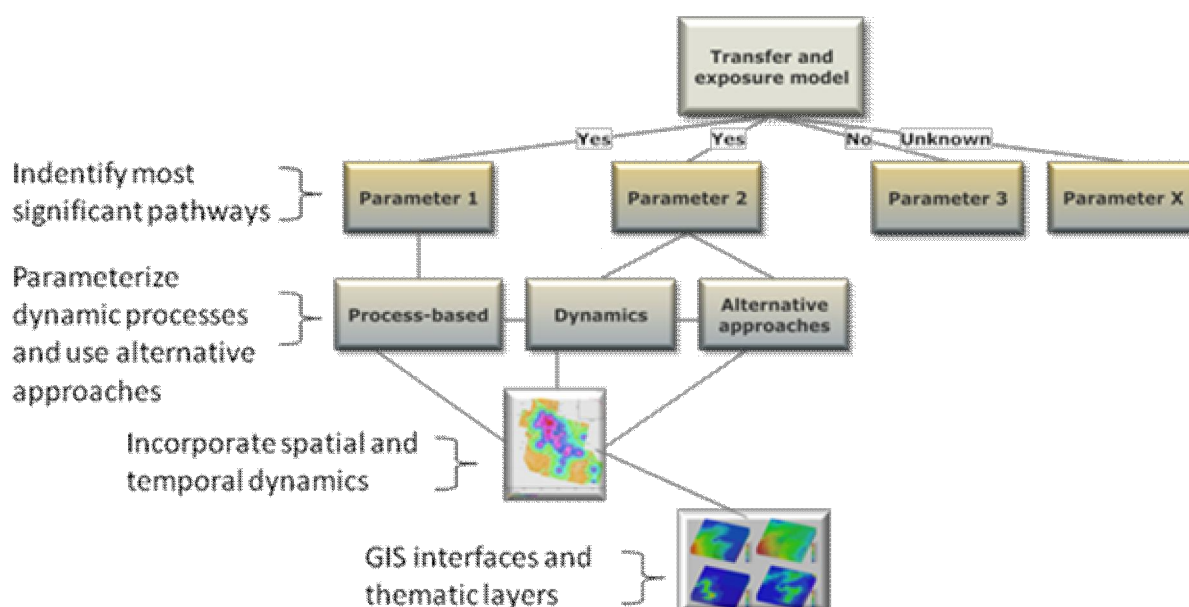 Transfer and
exposure model
Yes
Yes
No
Unknown
Indentify most
significant pathways
Parameter 1
Parameter 2
Parameter 3
Parameter X
Parameterize
dynamic processes
and use alternative
approaches
Process-based
Dynamics
Alternative
approaches
Incorporate spatial and
temporal dynamics
GIS interfaces and
thematic layers